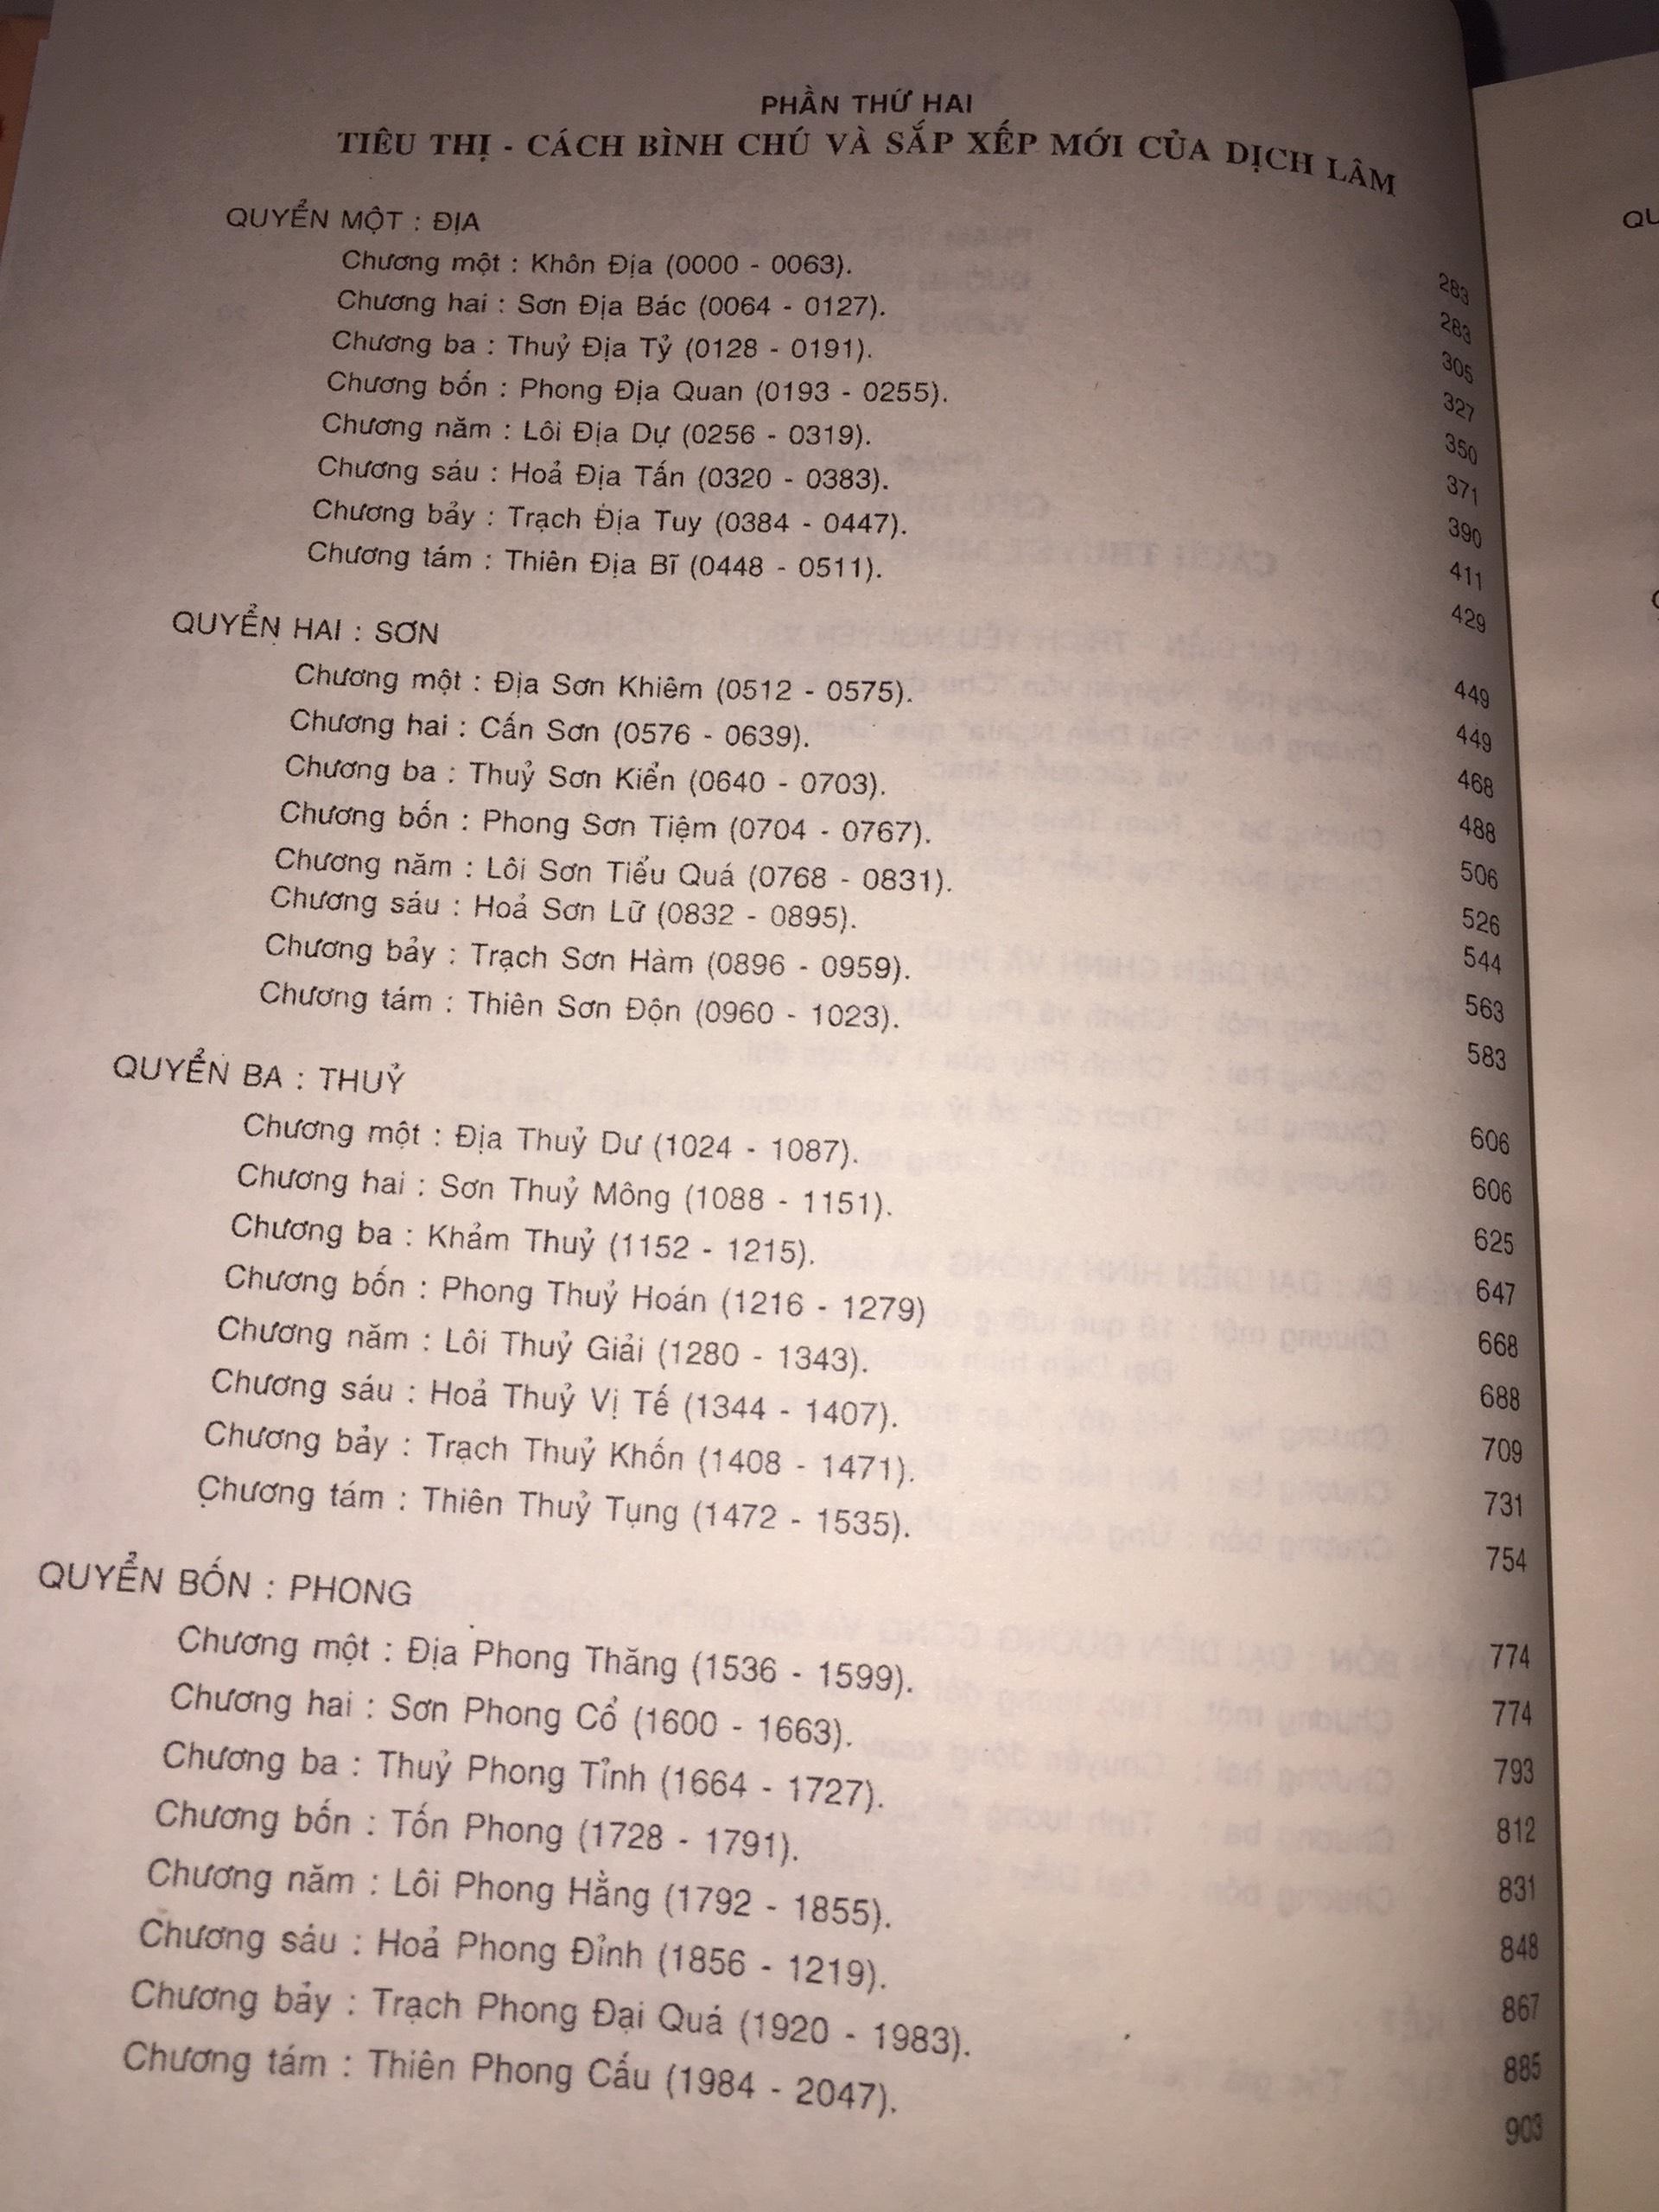 PHẦN THỨ HAI
TIÊU THỊ - CÁCH BÌNH CHÚ VÀ SẮP XẾP MỚI CỦA DỊCH LÂM
QUYỂN MỘT : ĐỊA 283
Chương một : Khôn Địa (0000 - 0063). 283
Chương hai : Sơn Địa Bác (0064 - 0127). 305
Chương ba : Thuỷ Địa Tỷ (0128 - 0191). 327
Chương bốn : Phong Địa Quan (0193 - 0255). 350
Chương năm : Lôi Địa Dự (0256 - 0319). 371
Chương sáu : Hoả Địa Tấn (0320 - 0383). 390
Chương bảy : Trạch Địa Tuy (0384 - 0447). 411
Chương tám : Thiên Địa Bĩ (0448 - 0511). 429
QUYỂN HAI : SƠN 449
Chương một : Địa Sơn Khiêm (0512 - 0575). 449
Chương hai : Cấn Sơn (0576 - 0639). 468
Chương ba : Thuỷ Sơn Kiển (0640 - 0703). 488
Chương bốn : Phong Sơn Tiệm (0704 - 0767). 506
Chương năm : Lôi Sơn Tiểu Quá (0768 - 0831). 526
Chương sáu : Hoả Sơn Lữ (0832 - 0895). 544
Chương bảy : Trạch Sơn Hàm (0896 - 0959). 563
Chương tám : Thiên Sơn Độn (0960 - 1023). 583
QUYỂN BA : THUỶ 606
Chương một : Địa Thuỷ Dư (1024 - 1087). 606
Chương hai : Sơn Thuỷ Mông (1088 - 1151). 625
Chương ba : Khảm Thuỷ (1152 - 1215). 647
Chương bốn : Phong Thuỷ Hoán (1216 - 1279) 668
Chương năm : Lôi Thuỷ Giải (1280 - 1343). 688
Chương sáu : Hoả Thuỷ Vị Tế (1344 - 1407). 709
Chương bảy : Trạch Thuỷ Khốn (1408 - 1471). 731
Chương tám : Thiên Thuỷ Tụng (1472 - 1535). 754
QUYỂN BỐN : PHONG 774
Chương một : Địa Phong Thăng (1536 - 1599). 774
Chương hai : Sơn Phong Cổ (1600 - 1663). 793
Chương ba : Thuỷ Phong Tỉnh (1664 - 1727). 812
Chương bốn : Tốn Phong (1728 - 1791). 831
Chương năm : Lôi Phong Hằng (1792 - 1855). 848
Chương sáu : Hoả Phong Đỉnh (1856 - 1219). 867
Chương bảy : Trạch Phong Đại Quá (1920 - 1983). 885
Chương tám : Thiên Phong Cấu (1984 - 2047). 903